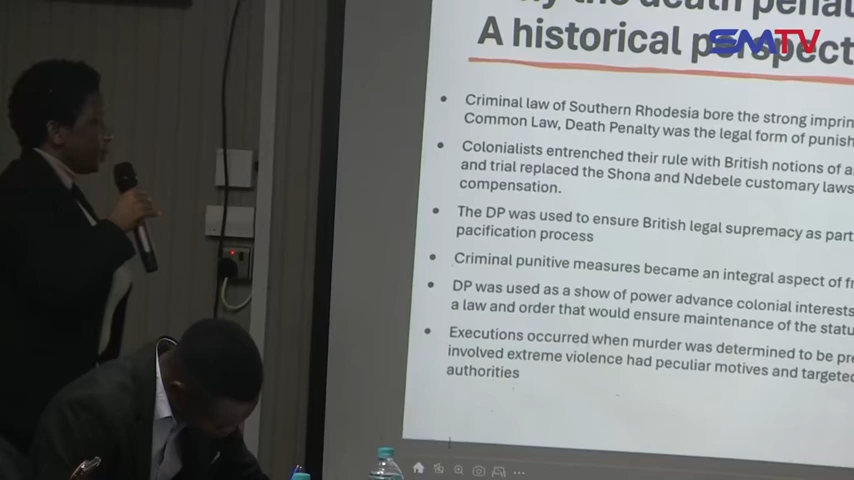 the death penal
A historical perspect
SMTV
Criminal law of Southern Rhodesia bore the strong imprin
Common Law, Death Penalty was the legal form of punish
Colonialists entrenched their rule with British notions of a
and trial replaced the Shona and Ndebele customary laws
compensation.
The DP was used to ensure British legal supremacy as part
pacification process
Criminal punitive measures became an integral aspect of f
DP was used as a show of power advance colonial interests
a law and order that would ensure maintenance of the statu
Executions occurred when murder was determined to be pre
involved extreme violence had peculiar motives and targeted
authorities